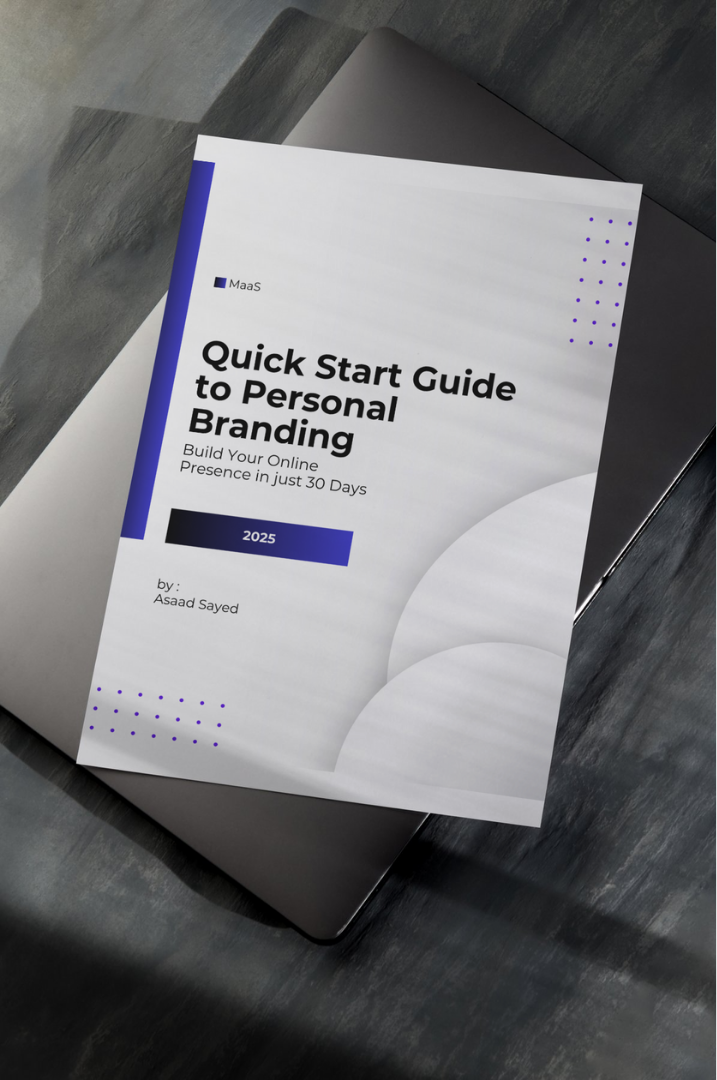 MaaS
Quick Start Guide
to Personal
Branding
Build Your Online
Presence in just 30 Days
2025
by :
Asaad Sayed